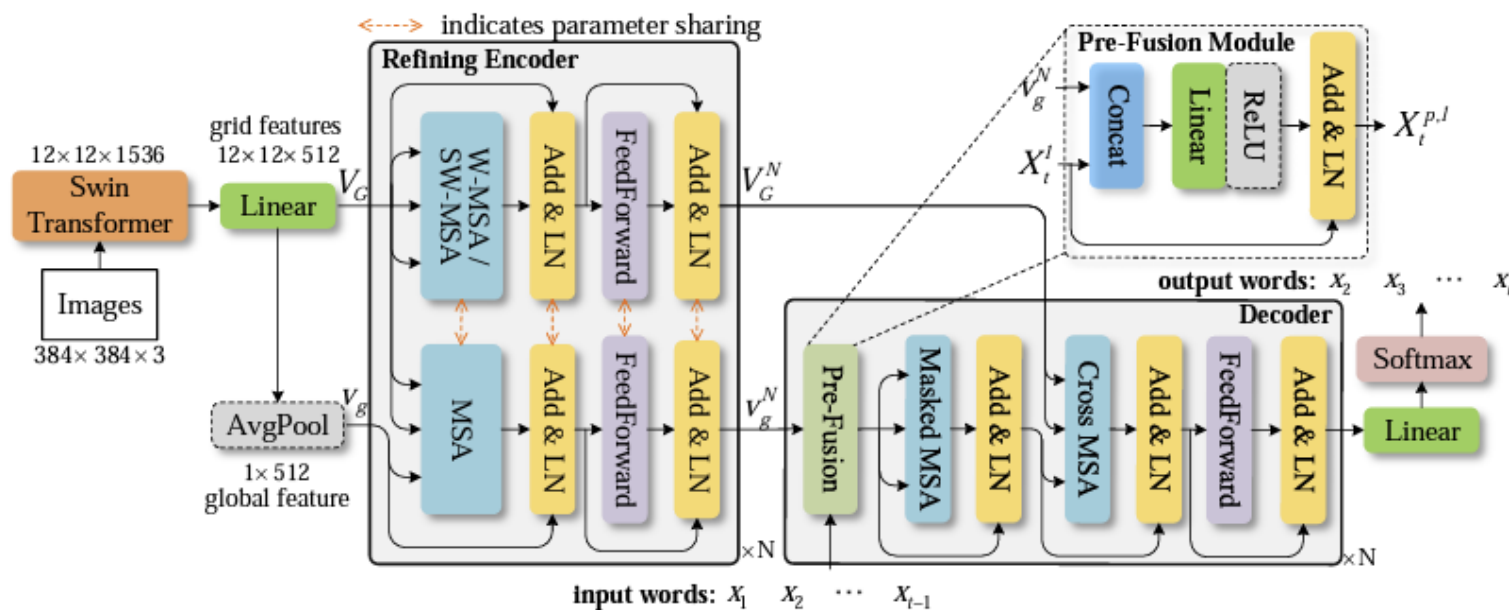 indicates parameter sharing
Refining Encoder
grid features
12×12×1536
12×12×512
Swin
Transformer
Linear
V_G
Images
384×384×3
AvgPool
v_g
1×512
global feature
W-MSA /
SW-MSA
Add & LN
FeedForward
Add & LN
V_G^N
MSA
Add & LN
FeedForward
Add & LN
v_g^N
×N
Pre-Fusion Module
V_g^N
X_t^l
Concat
Linear
ReLU
Add & LN
X_t^{p,l}
output words: x_2 x_3 ⋯
Decoder
Pre-Fusion
Masked MSA
Add & LN
Cross MSA
Add & LN
FeedForward
Add & LN
×N
Softmax
Linear
input words: x_1 x_2 ⋯ x_{t−1}